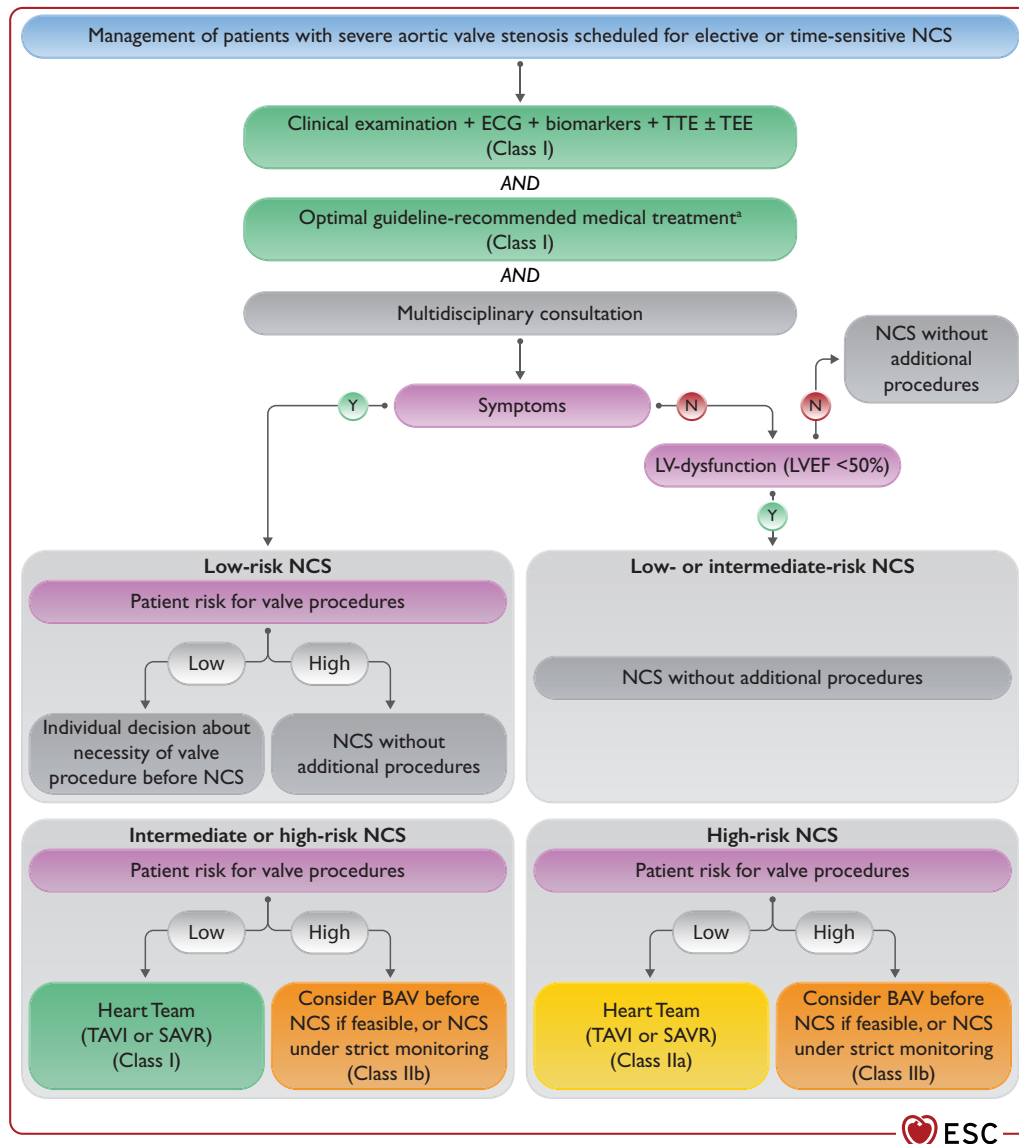 Management of patients with severe aortic valve stenosis scheduled for elective or time-sensitive NCS
Clinical examination + ECG + biomarkers + TTE ± TEE
(Class I)
AND
Optimal guideline-recommended medical treatmentᵃ
(Class I)
AND
Multidisciplinary consultation
NCS without
additional
procedures
Y
Symptoms
N
N
LV-dysfunction (LVEF <50%)
Y
Low-risk NCS
Patient risk for valve procedures
Low
High
Individual decision about
necessity of valve
procedure before NCS
NCS without
additional procedures
Low- or intermediate-risk NCS
NCS without additional procedures
Intermediate or high-risk NCS
Patient risk for valve procedures
Low
High
Heart Team
(TAVI or SAVR)
(Class I)
Consider BAV before
NCS if feasible, or NCS
under strict monitoring
(Class IIb)
High-risk NCS
Patient risk for valve procedures
Low
High
Heart Team
(TAVI or SAVR)
(Class IIa)
Consider BAV before
NCS if feasible, or NCS
under strict monitoring
(Class IIb)
ESC